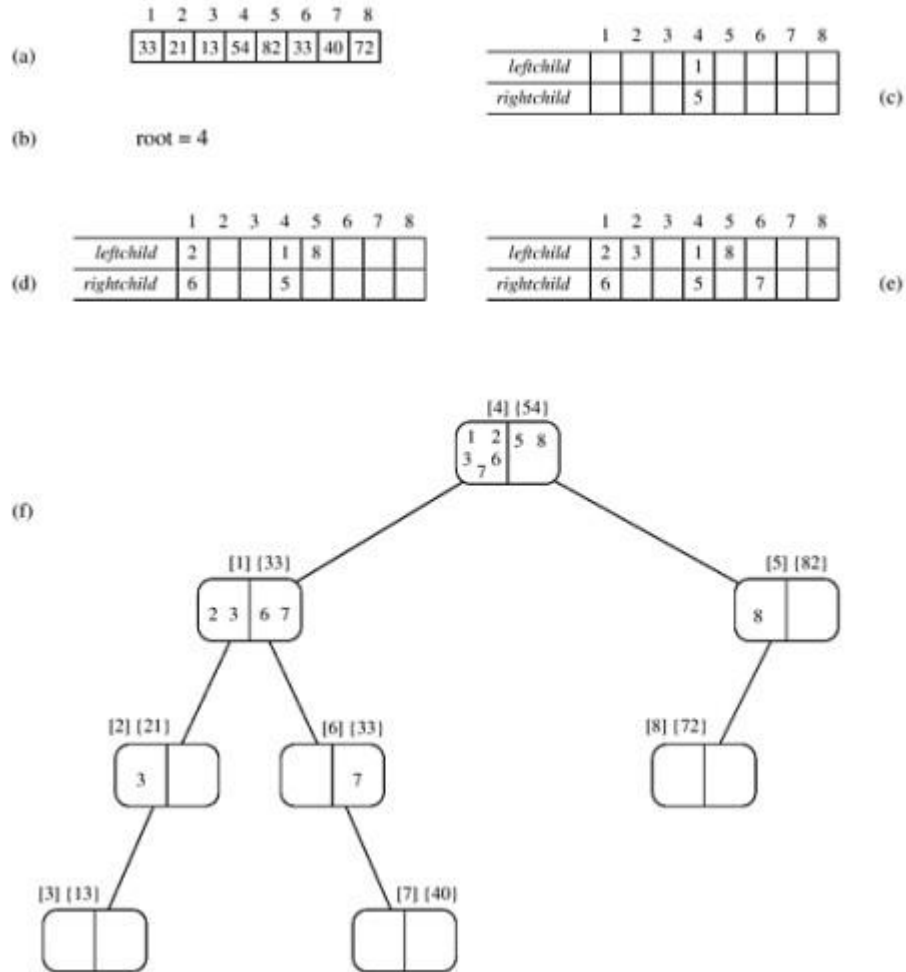 1 2 3 4 5 6 7 8
(a) 33 21 13 54 82 33 40 72
1 2 3 4 5 6 7 8
leftchild 1
rightchild 5
(c)
(b) root = 4
1 2 3 4 5 6 7 8
leftchild 2 1 8
(d) rightchild 6 5
1 2 3 4 5 6 7 8
leftchild 2 3 1 8
rightchild 6 5 7 (e)
(f)
[4] {54}
1 2 5 8
3 6
7
[1] {33}
2 3 6 7
[5] {82}
8
[2] {21}
3
[6] {33}
7
[8] {72}
[3] {13}
[7] {40}